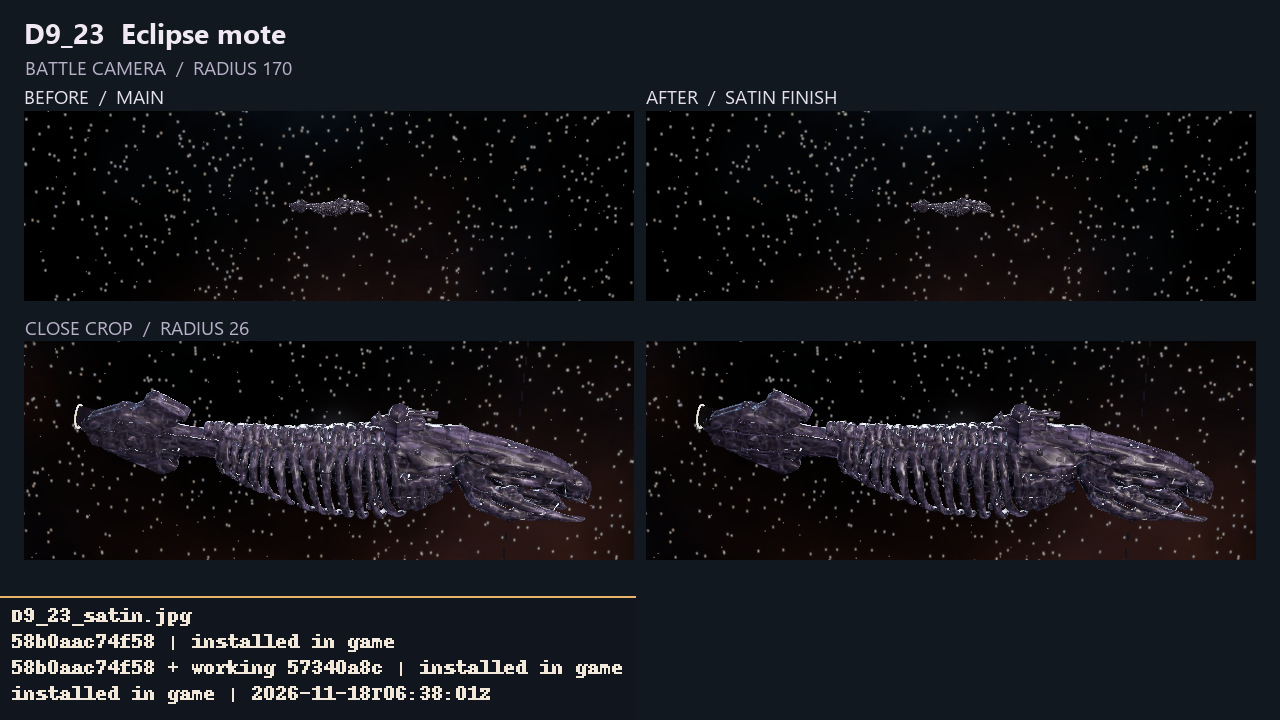 D9_23 Eclipse mote
BATTLE CAMERA / RADIUS 170
BEFORE / MAIN
AFTER / SATIN FINISH
CLOSE CROP / RADIUS 26
D9_23_satin.jpg
58b0aac74f58 | installed in game
58b0aac74f58 + working 57340a8c | installed in game
installed in game | 2026-11-18T06:38:01Z